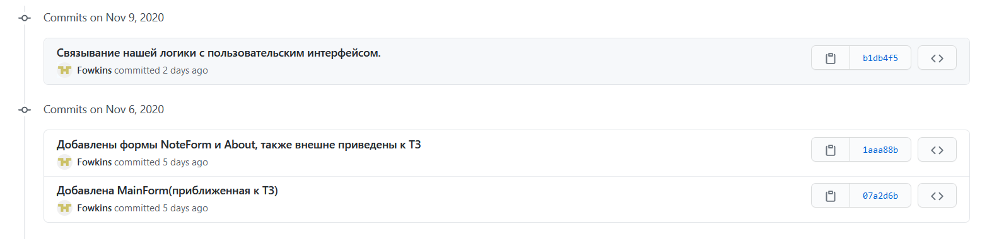 Commits on Nov 9, 2020
Связывание нашей логики с пользовательским интерфейсом.
Fowkins committed 2 days ago
b1db4f5
Commits on Nov 6, 2020
Добавлены формы NoteForm и About, также внешне приведены к ТЗ
Fowkins committed 5 days ago
1aaa88b
Добавлена MainForm(приближенная к ТЗ)
Fowkins committed 5 days ago
07a2d6b